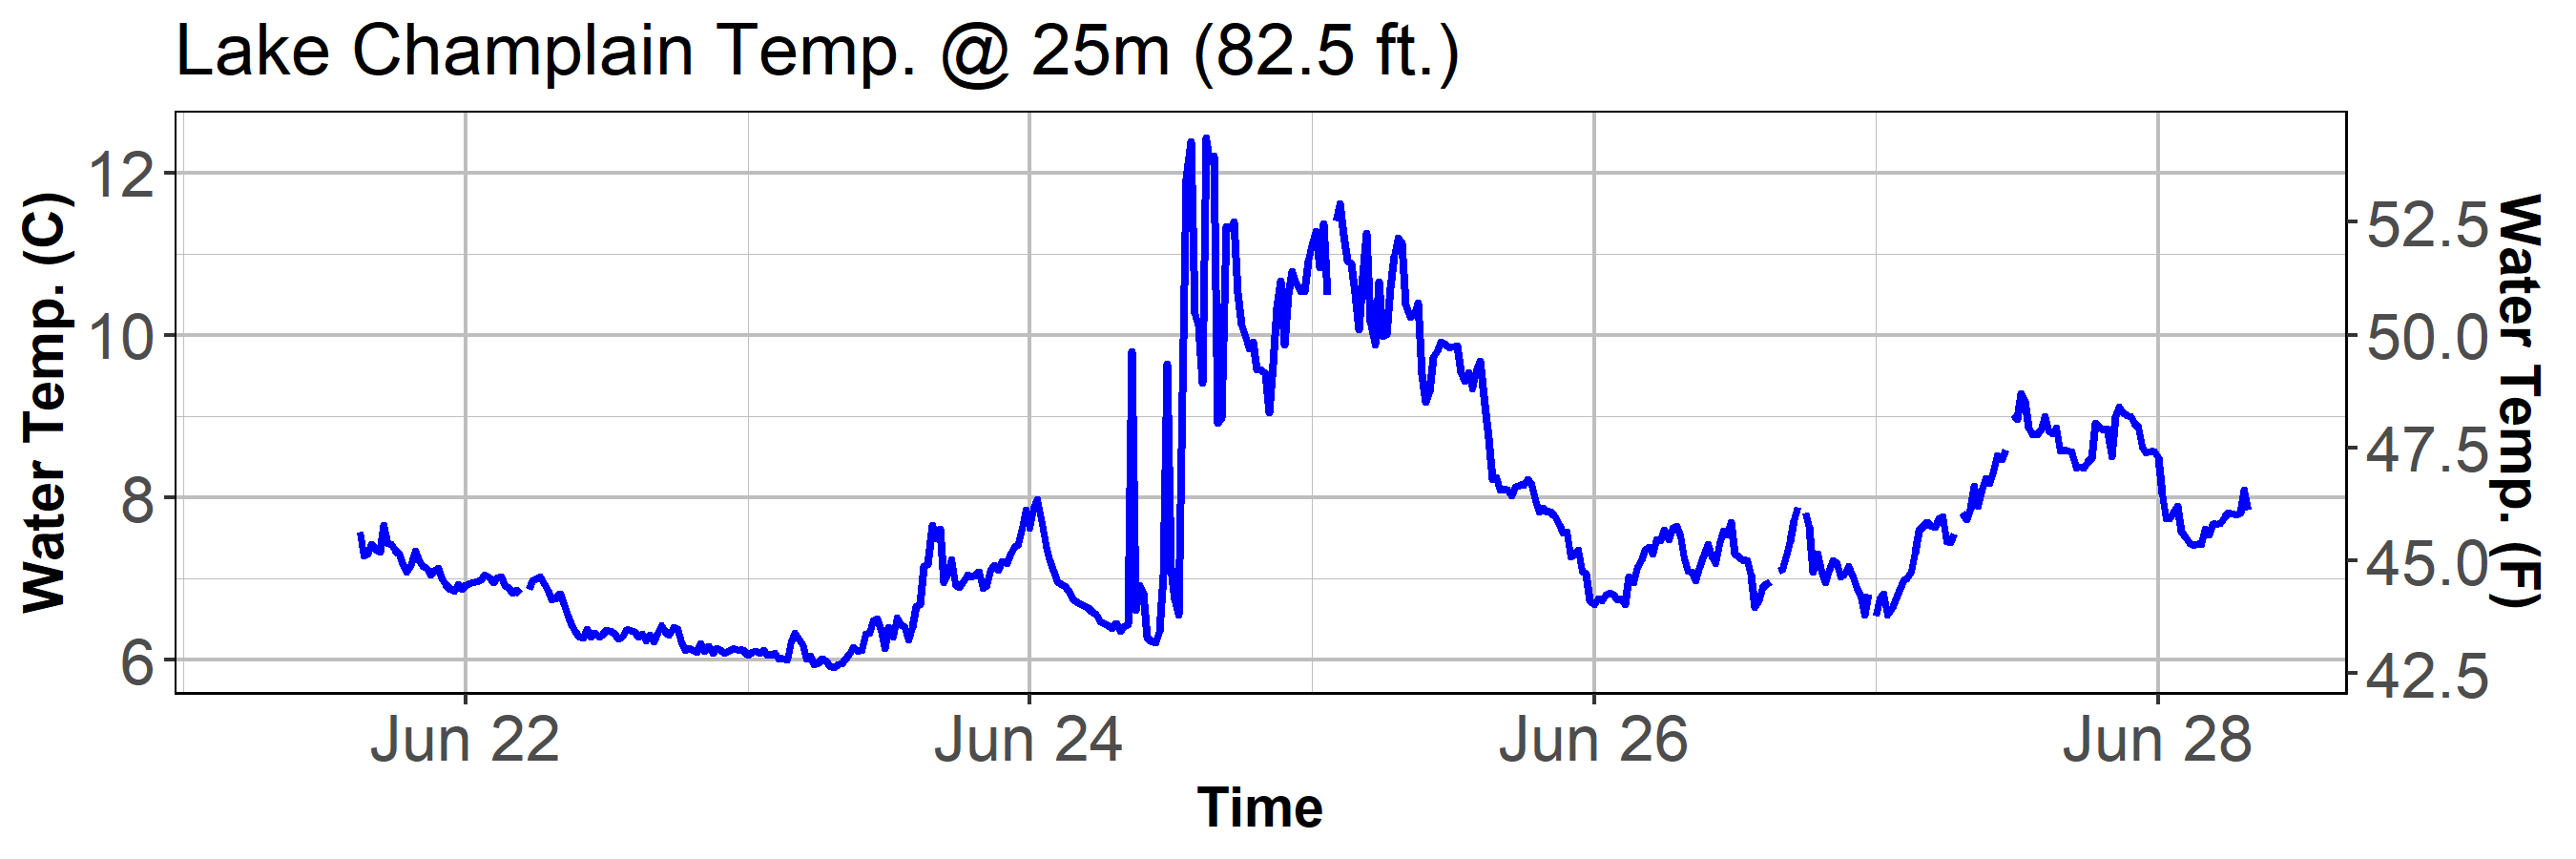 Lake Champlain Temp. @ 25m (82.5 ft.)
Water Temp. (C)
12
10
8
6
52.5
50.0
47.5
45.0
42.5
Water Temp. (F)
Jun 22
Jun 24
Jun 26
Jun 28
Time